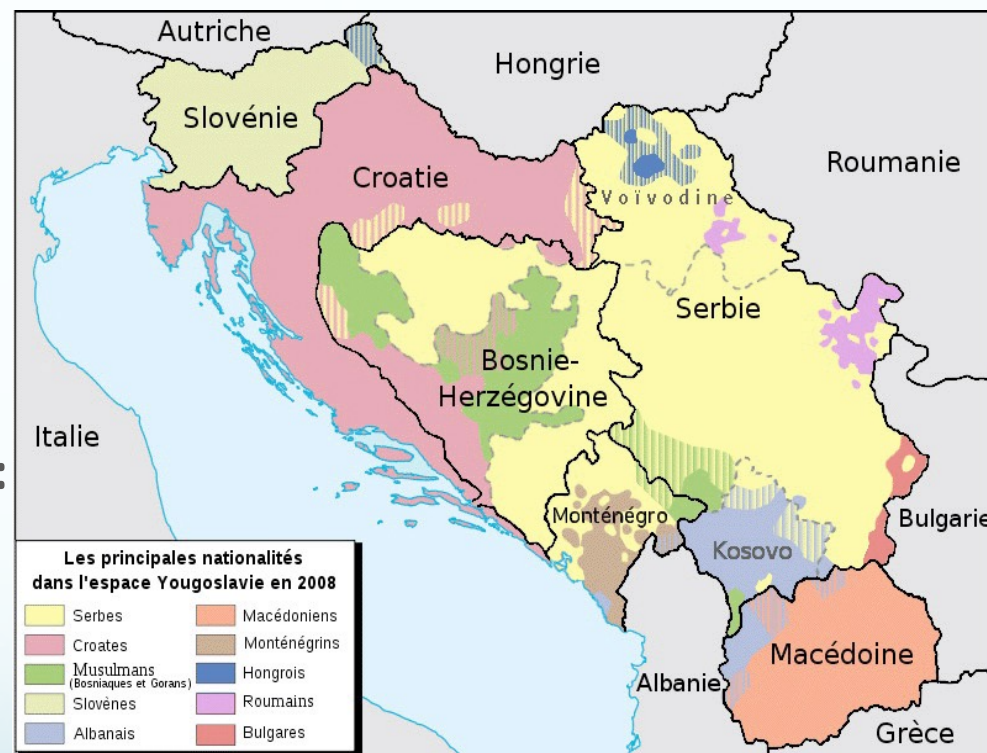 Autriche
Hongrie
Slovénie
Roumanie
Croatie
Voïvodine
Serbie
Bosnie-
Herzégovine
Italie
:
Monténégro
Bulgarie
Kosovo
Macédoine
Albanie
Grèce
Les principales nationalités
dans l'espace Yougoslavie en 2008
Serbes
Croates
Musulmans
(Bosniaques et Gorans)
Slovènes
Albanais
Macédoniens
Monténégrins
Hongrois
Roumains
Bulgares